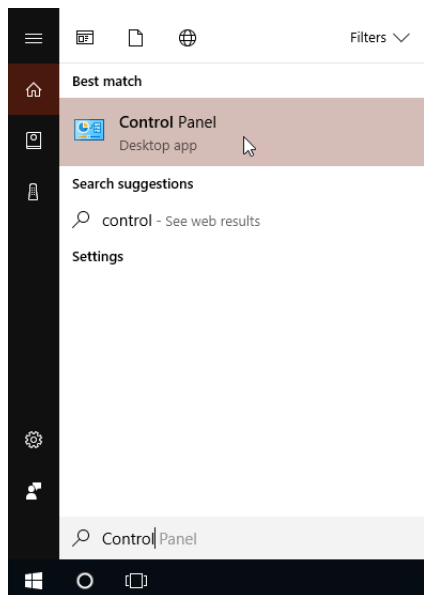 Filters
Best match
Control Panel
Desktop app
Search suggestions
control - See web results
Settings
Control Panel